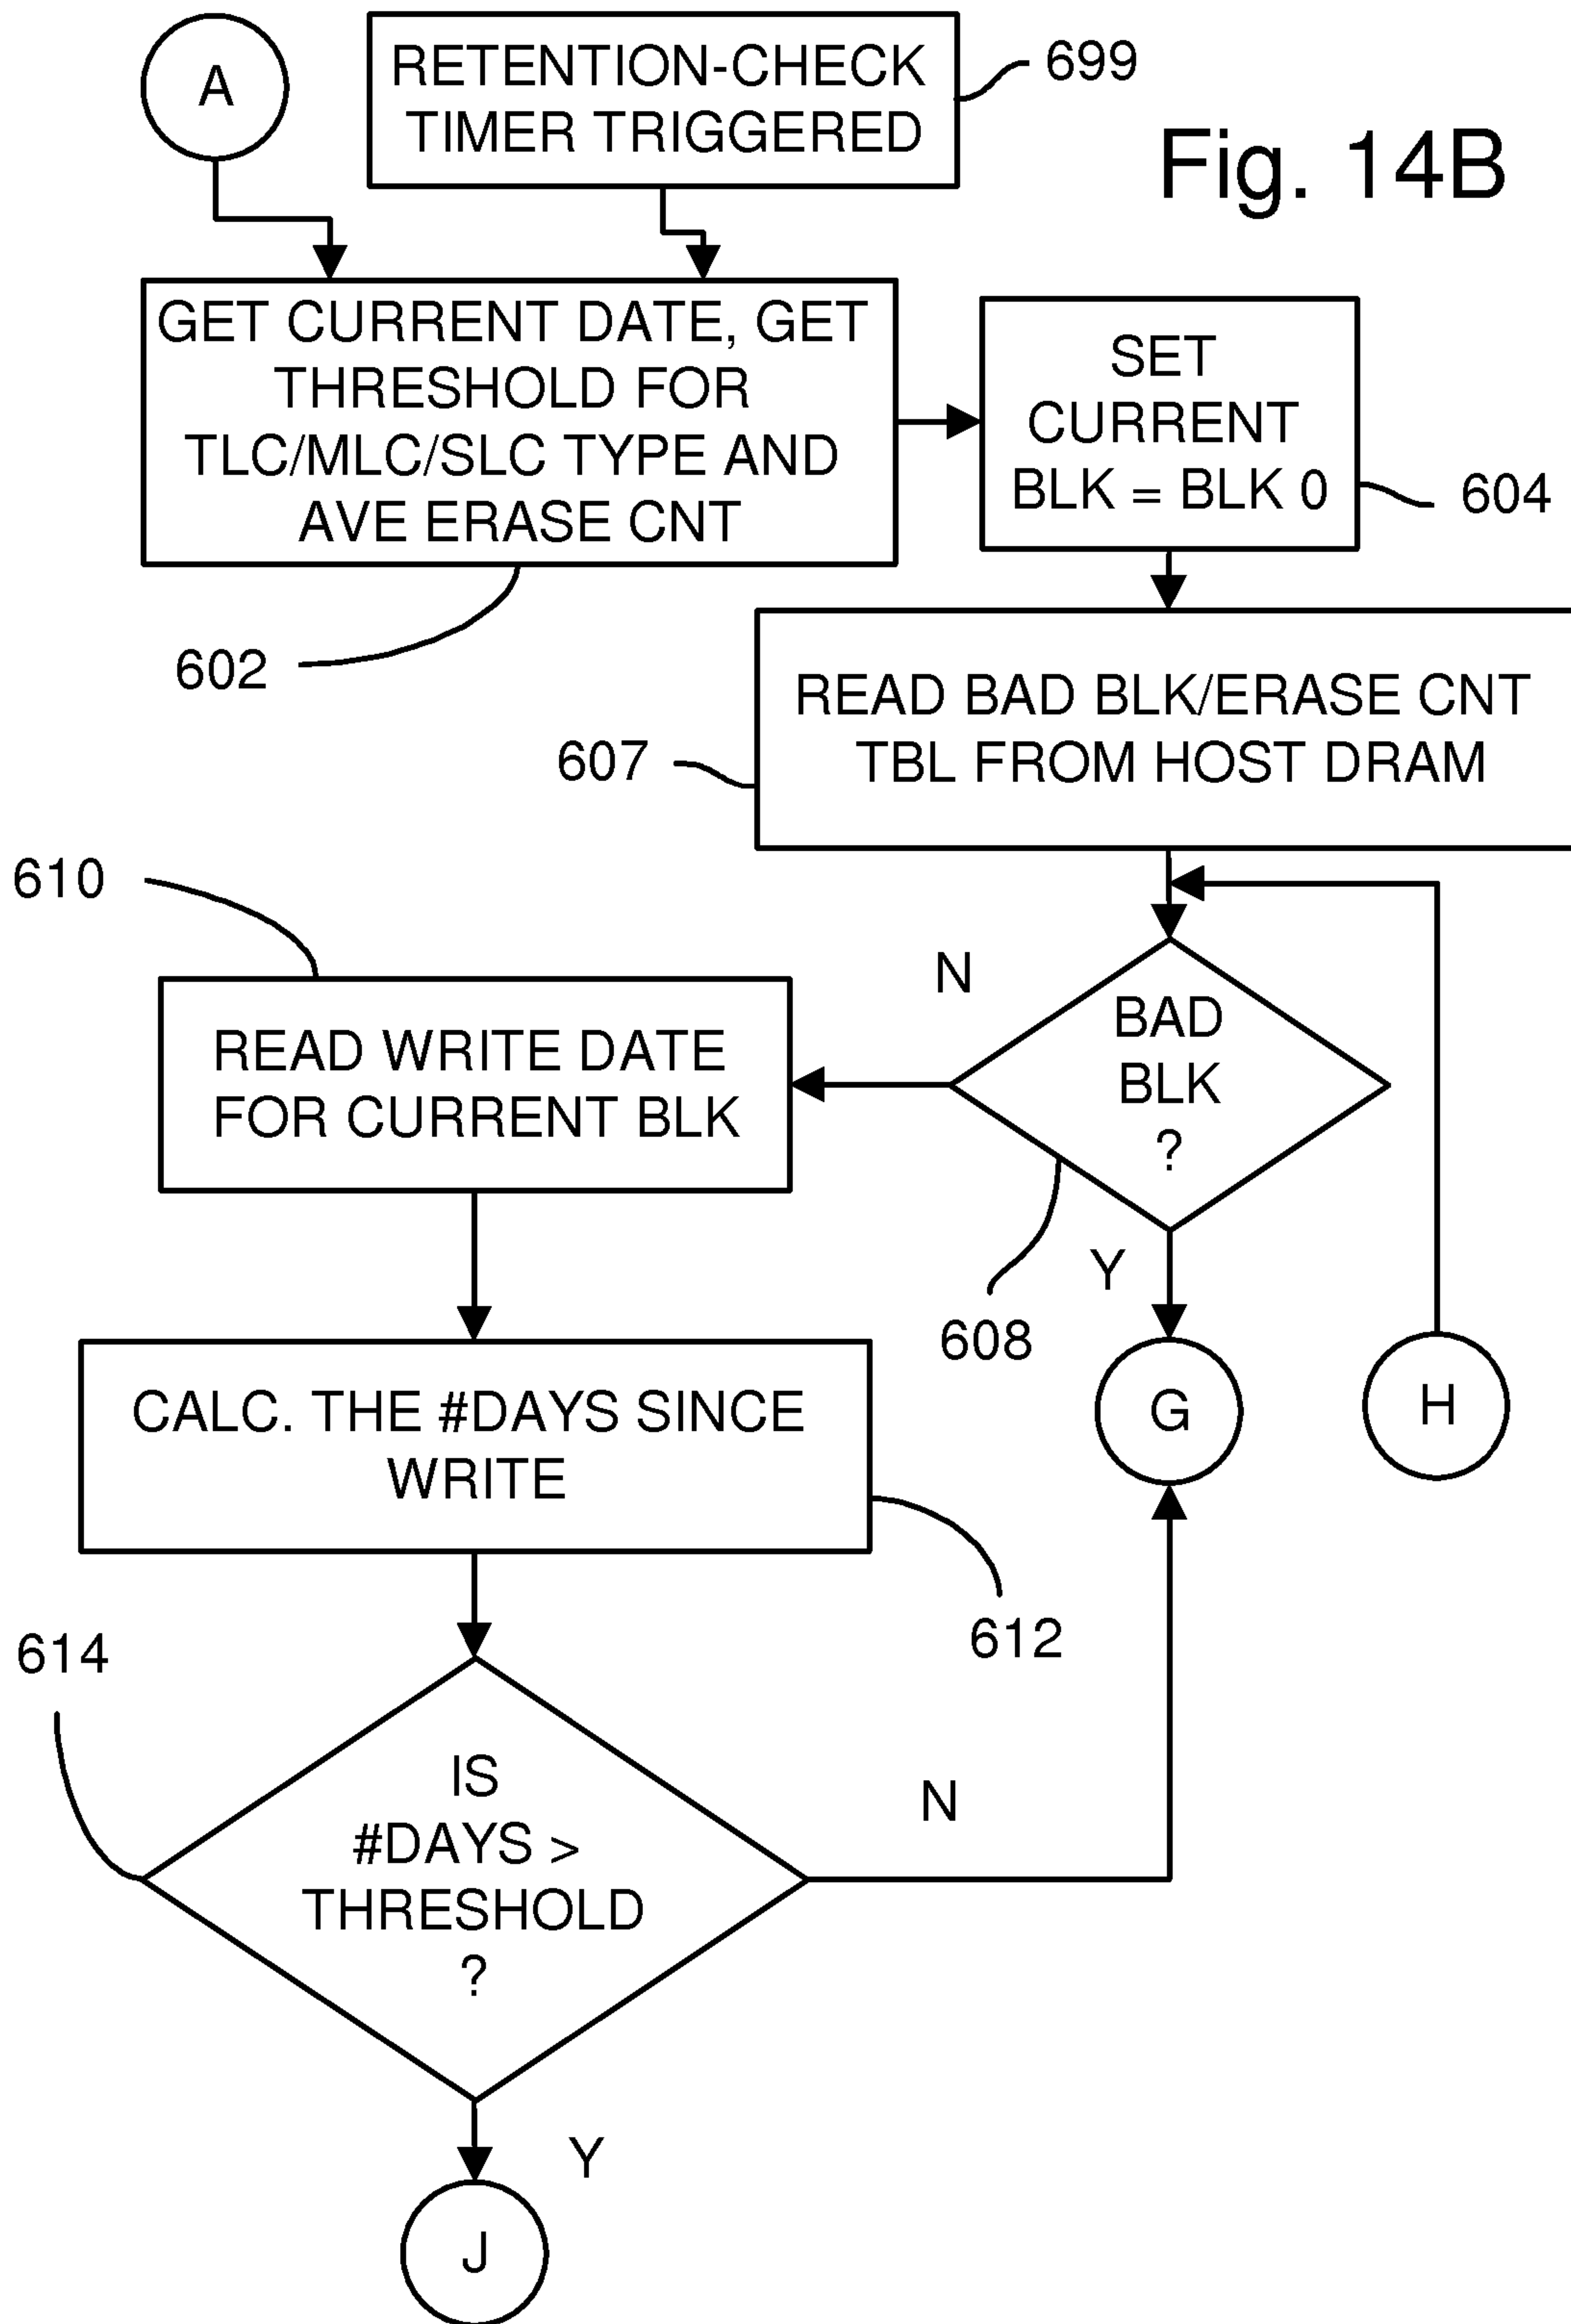 A
RETENTION-CHECK
TIMER TRIGGERED
699
Fig. 14B
GET CURRENT DATE, GET
THRESHOLD FOR
TLC/MLC/SLC TYPE AND
AVE ERASE CNT
SET
CURRENT
BLK = BLK 0
604
602
READ BAD BLK/ERASE CNT
TBL FROM HOST DRAM
607
610
N
BAD
BLK
?
READ WRITE DATE
FOR CURRENT BLK
Y
608
G
H
CALC. THE #DAYS SINCE
WRITE
612
614
IS
#DAYS >
THRESHOLD
?
N
Y
J